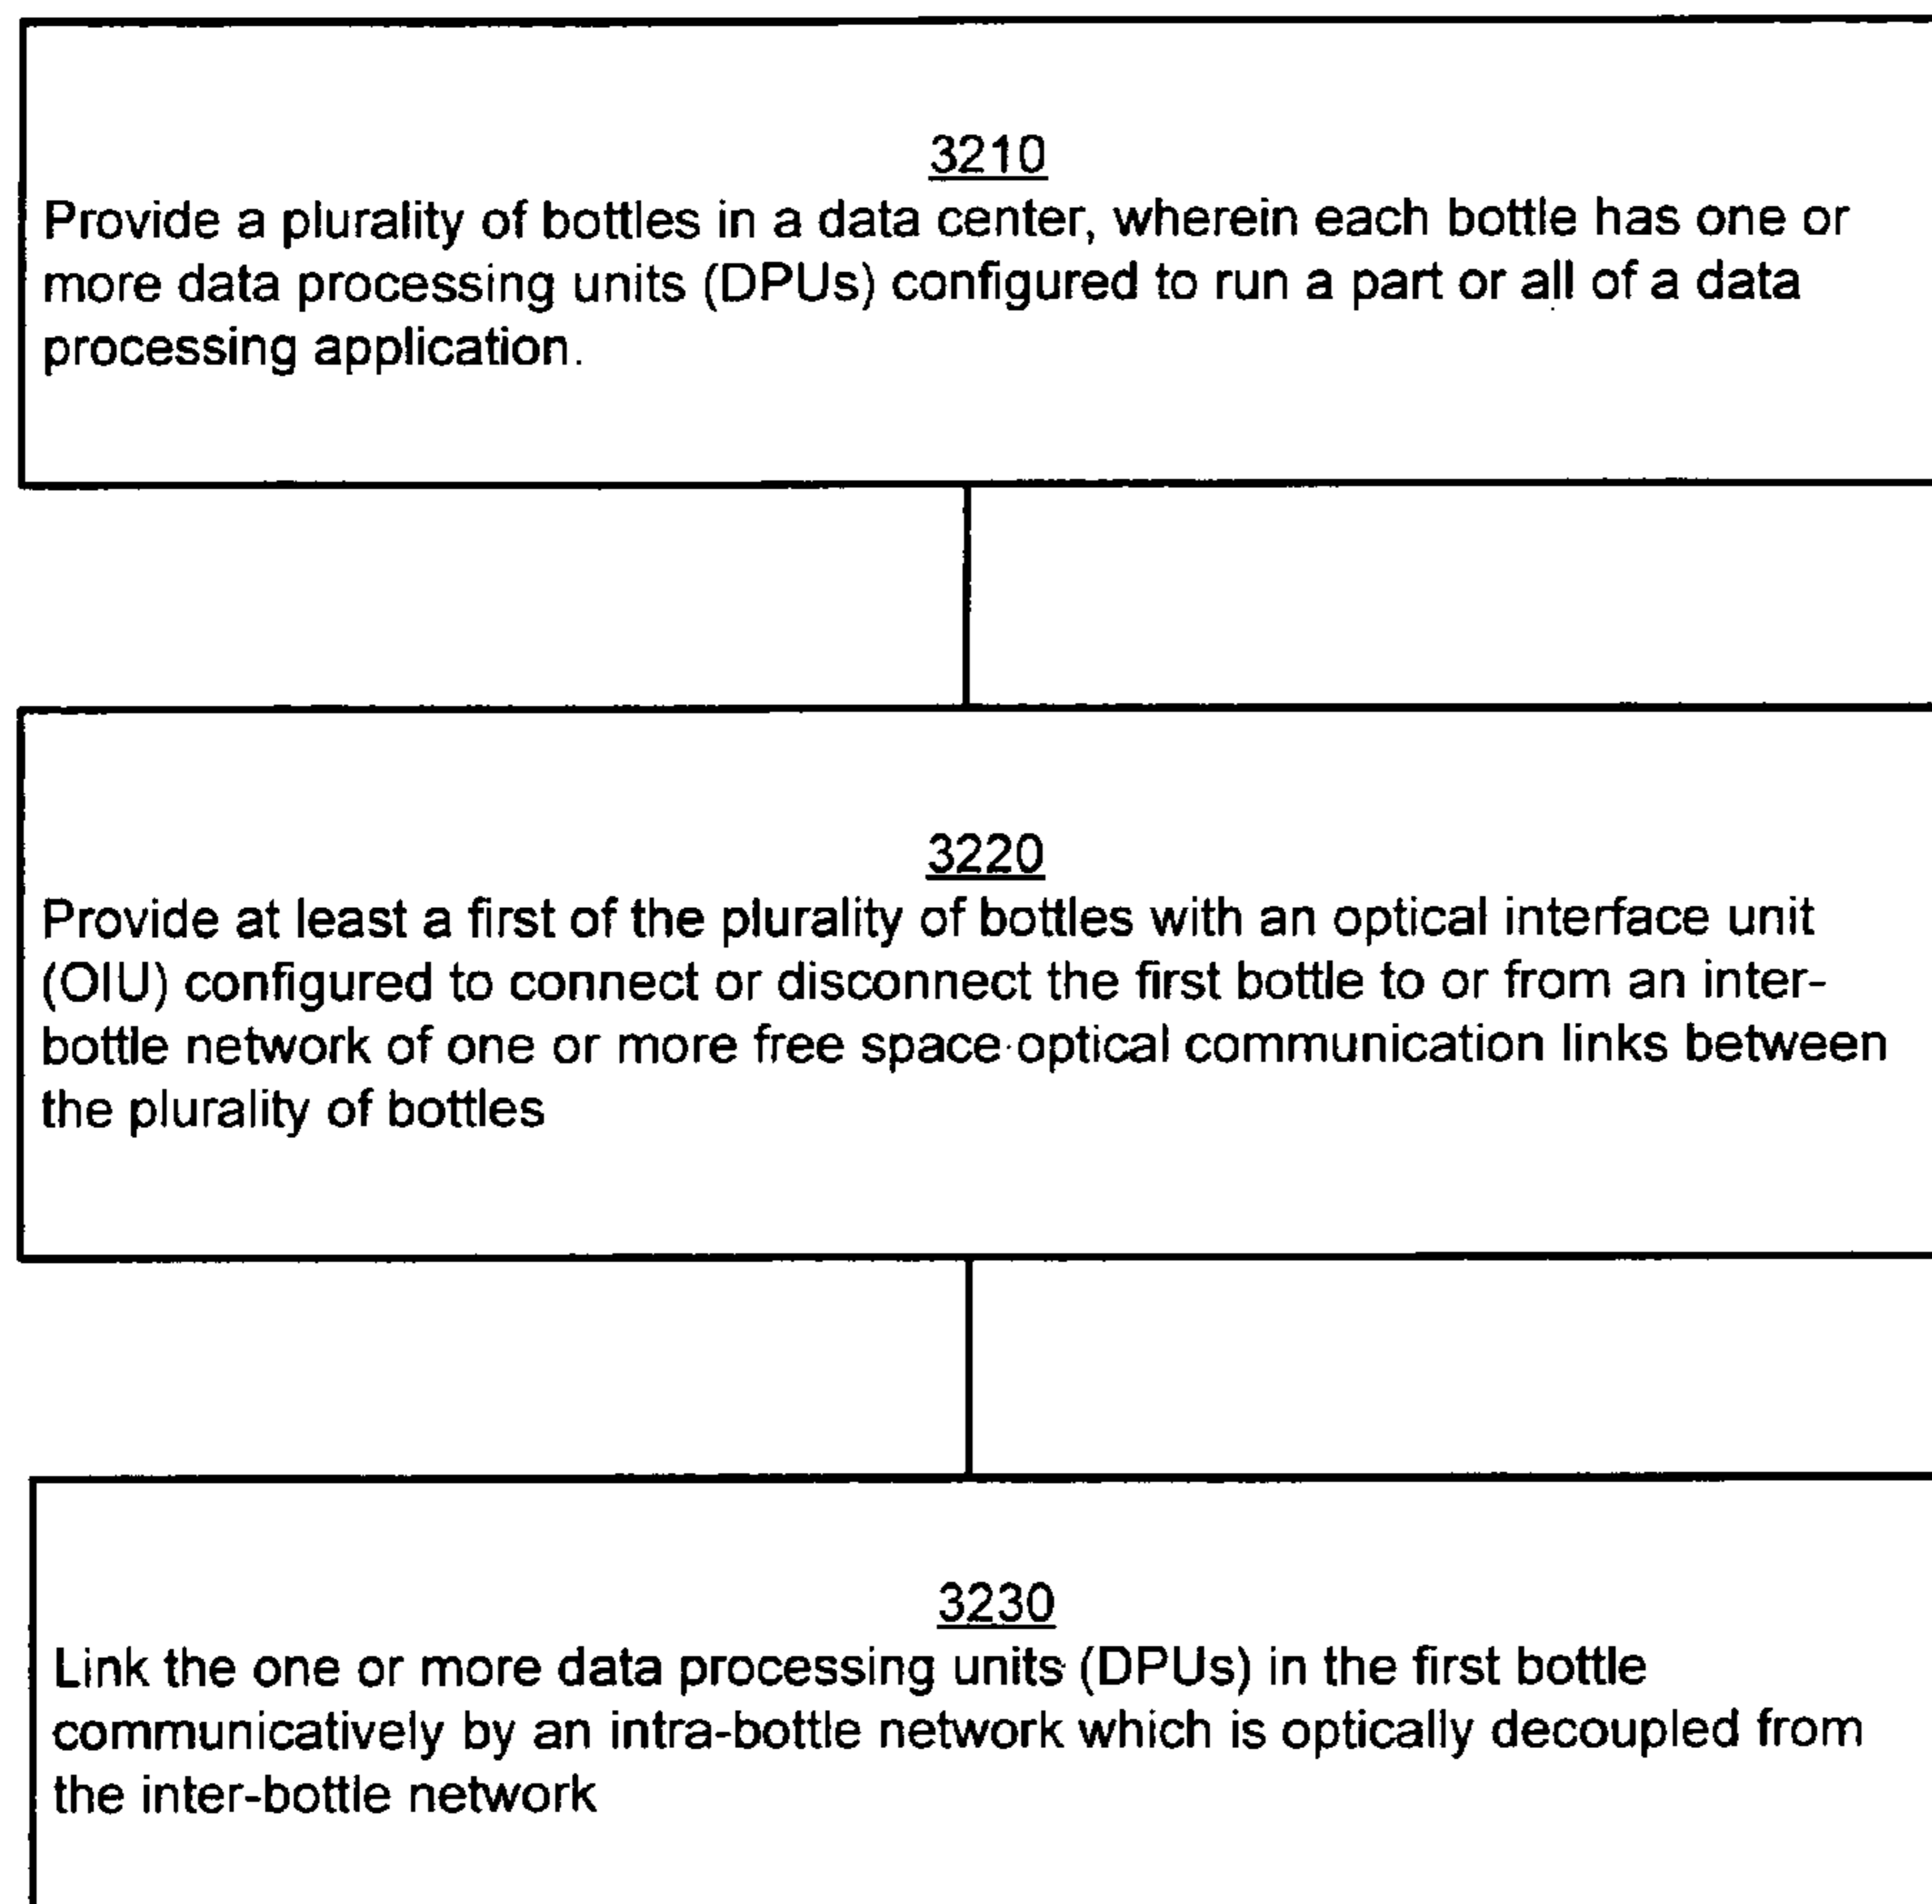 3210
Provide a plurality of bottles in a data center, wherein each bottle has one or
more data processing units (DPUs) configured to run a part or all of a data
processing application.
3220
Provide at least a first of the plurality of bottles with an optical interface unit
(OIU) configured to connect or disconnect the first bottle to or from an inter-
bottle network of one or more free space optical communication links between
the plurality of bottles
3230
Link the one or more data processing units (DPUs) in the first bottle
communicatively by an intra-bottle network which is optically decoupled from
the inter-bottle network